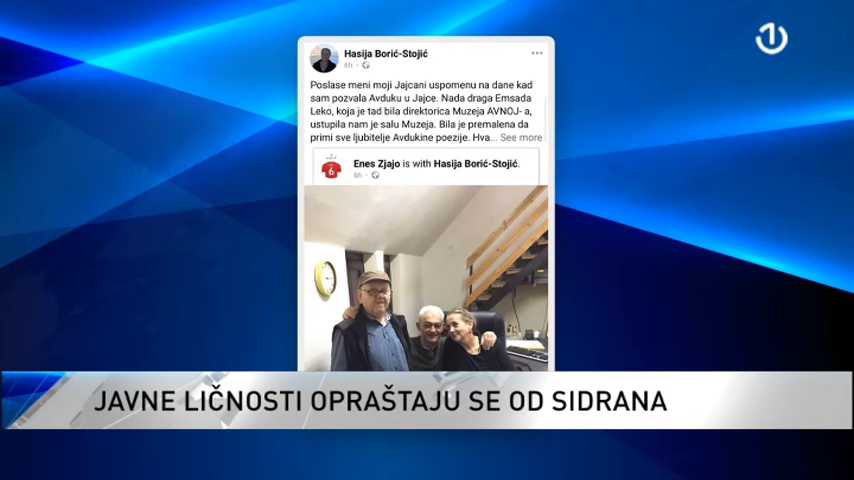 Hasija Borić-Stojić
6h
Poslase meni moji Jajcani uspomenu na dane kad
sam pozvala Avduku u Jajce. Nada draga Emsada
Leko, koja je tad bila direktorica Muzeja AVNOJ- a,
ustupila nam je salu Muzeja. Bila je premalena da
primi sve ljubitelje Avdukine poezije. Hva... See more
6
Enes Zjajo is with Hasija Borić-Stojić.
6h
JAVNE LIČNOSTI OPRAŠTAJU SE OD SIDRANA